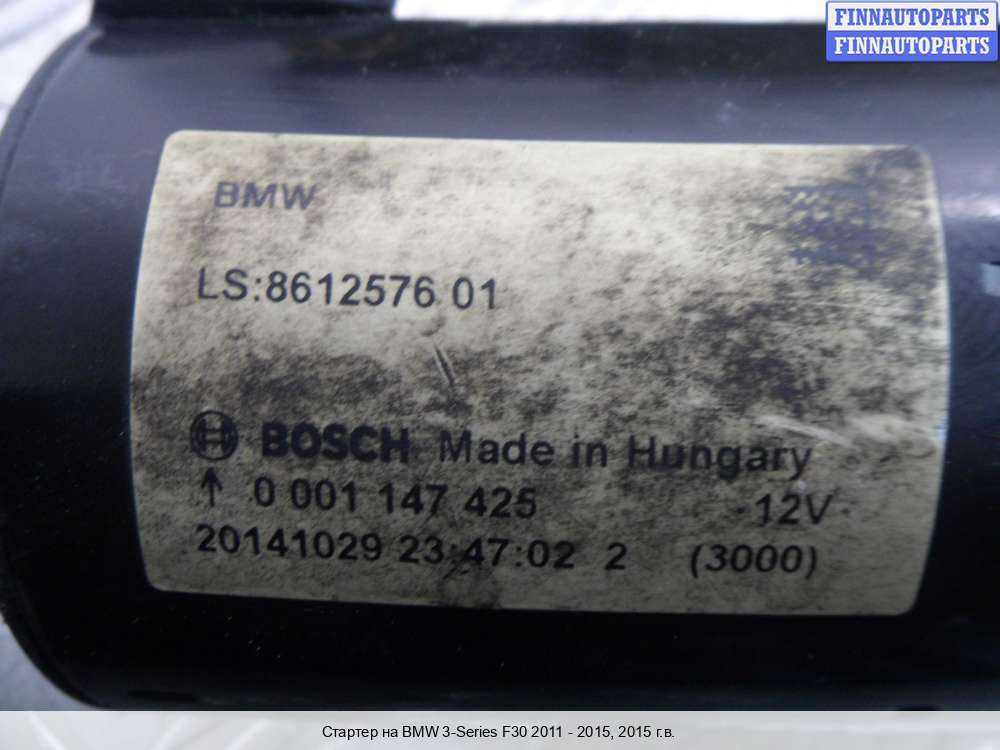 FINNAUTOPARTS
FINNAUTOPARTS
BMW
LS:8612576 01
BOSCH Made in Hungary
↑ 0 001 147 425 12V
20141029 23:47:02 2 (3000)
Стартер на BMW 3-Series F30 2011 - 2015, 2015 г.в.